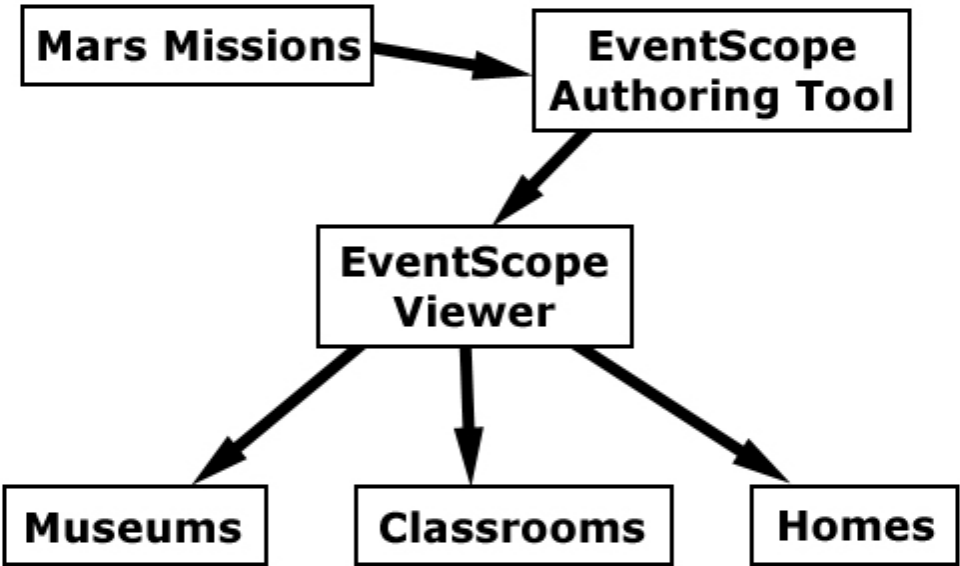 Mars Missions
EventScope
Authoring Tool
EventScope
Viewer
Museums
Classrooms
Homes